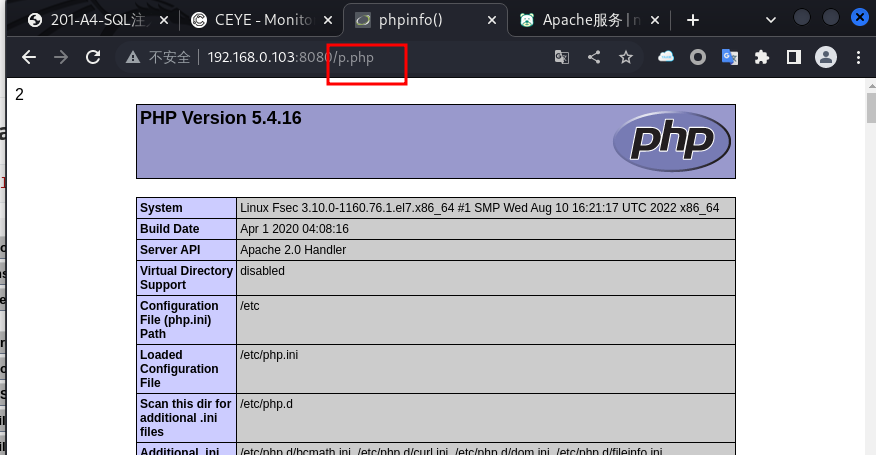 201-A4-SQL注
CEYE - Monito
phpinfo()
Apache服务 | n
不安全 | 192.168.0.103:8080/p.php
2
PHP Version 5.4.16
php
System Linux Fsec 3.10.0-1160.76.1.el7.x86_64 #1 SMP Wed Aug 10 16:21:17 UTC 2022 x86_64
Build Date Apr 1 2020 04:08:16
Server API Apache 2.0 Handler
Virtual Directory disabled
Support
Configuration /etc
File (php.ini)
Path
Loaded /etc/php.ini
Configuration
File
Scan this dir for /etc/php.d
additional .ini
files
Additional .ini /etc/php.d/bcmath.ini, /etc/php.d/curl.ini, /etc/php.d/dom.ini, /etc/php.d/fileinfo.ini,